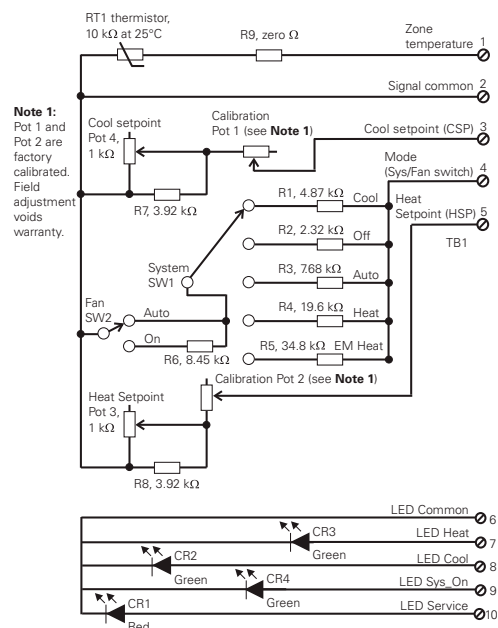 RT1 thermistor,
10 kΩ at 25°C
R9, zero Ω
Zone
temperature
1
Signal common
2
Note 1:
Pot 1 and
Pot 2 are
factory
calibrated.
Field
adjustment
voids
warranty.
Cool setpoint
Pot 4,
1 kΩ
Calibration
Pot 1 (see Note 1)
Cool setpoint (CSP)
3
R7, 3.92 kΩ
Mode
(Sys/Fan switch)
4
R1, 4.87 kΩ
Cool
Heat
Setpoint (HSP)
5
R2, 2.32 kΩ
Off
TB1
System
SW1
R3, 7.68 kΩ
Auto
Fan
SW2
Auto
R4, 19.6 kΩ
Heat
On
R6, 8.45 kΩ
R5, 34.8 kΩ
EM Heat
Calibration Pot 2 (see Note 1)
Heat Setpoint
Pot 3,
1 kΩ
R8, 3.92 kΩ
LED Common
6
CR3
LED Heat
7
Green
CR2
LED Cool
8
Green
CR4
LED Sys_On
9
Green
CR1
LED Service
10
Red